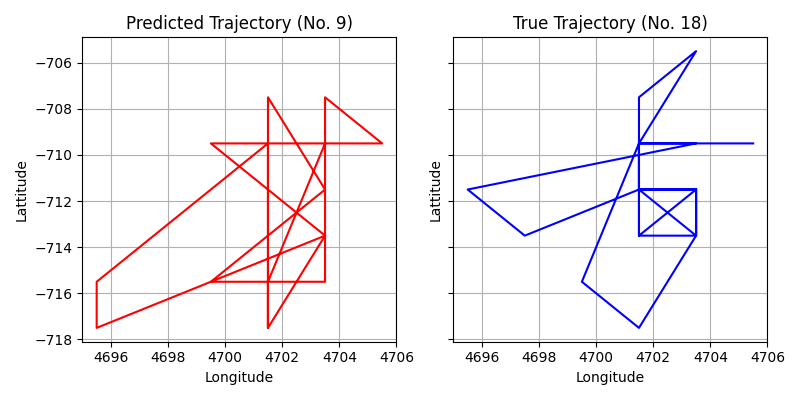 Predicted Trajectory (No. 9)
True Trajectory (No. 18)
Lattitude
Lattitude
−706
−708
−710
−712
−714
−716
−718
4696 4698 4700 4702 4704 4706
4696 4698 4700 4702 4704 4706
Longitude
Longitude